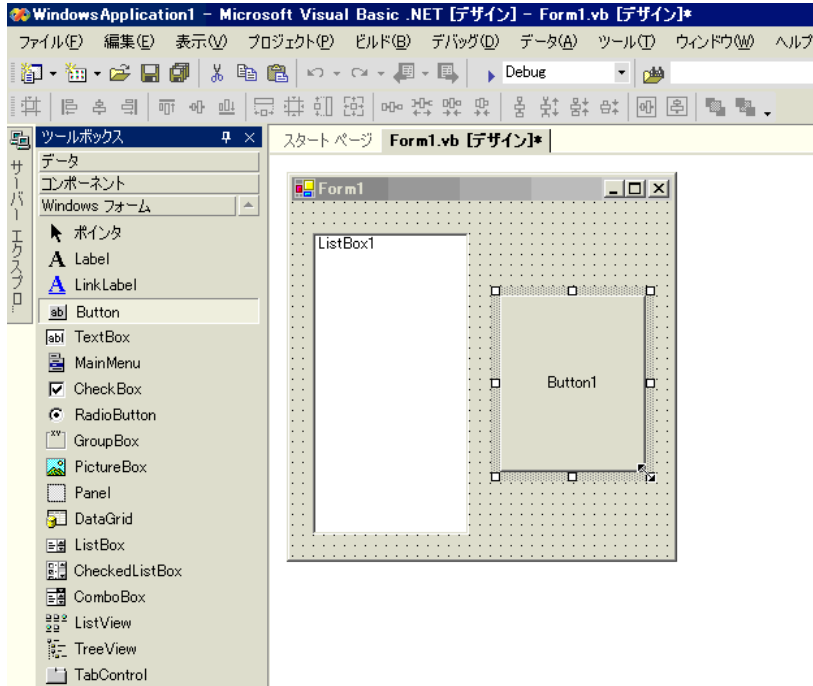 WindowsApplication1 - Microsoft Visual Basic .NET [デザイン] - Form1.vb [デザイン]*
ファイル(F) 編集(E) 表示(V) プロジェクト(P) ビルド(B) デバッグ(D) データ(A) ツール(T) ウィンドウ(W) ヘルプ
Debug
サーバー エクスプロ...
ツールボックス
データ
コンポーネント
Windows フォーム
ポインタ
A Label
A LinkLabel
ab Button
abl TextBox
MainMenu
CheckBox
RadioButton
XY GroupBox
PictureBox
Panel
DataGrid
ListBox
CheckedListBox
ComboBox
ListView
TreeView
TabControl
スタート ページ Form1.vb [デザイン]*
Form1
ListBox1
Button1